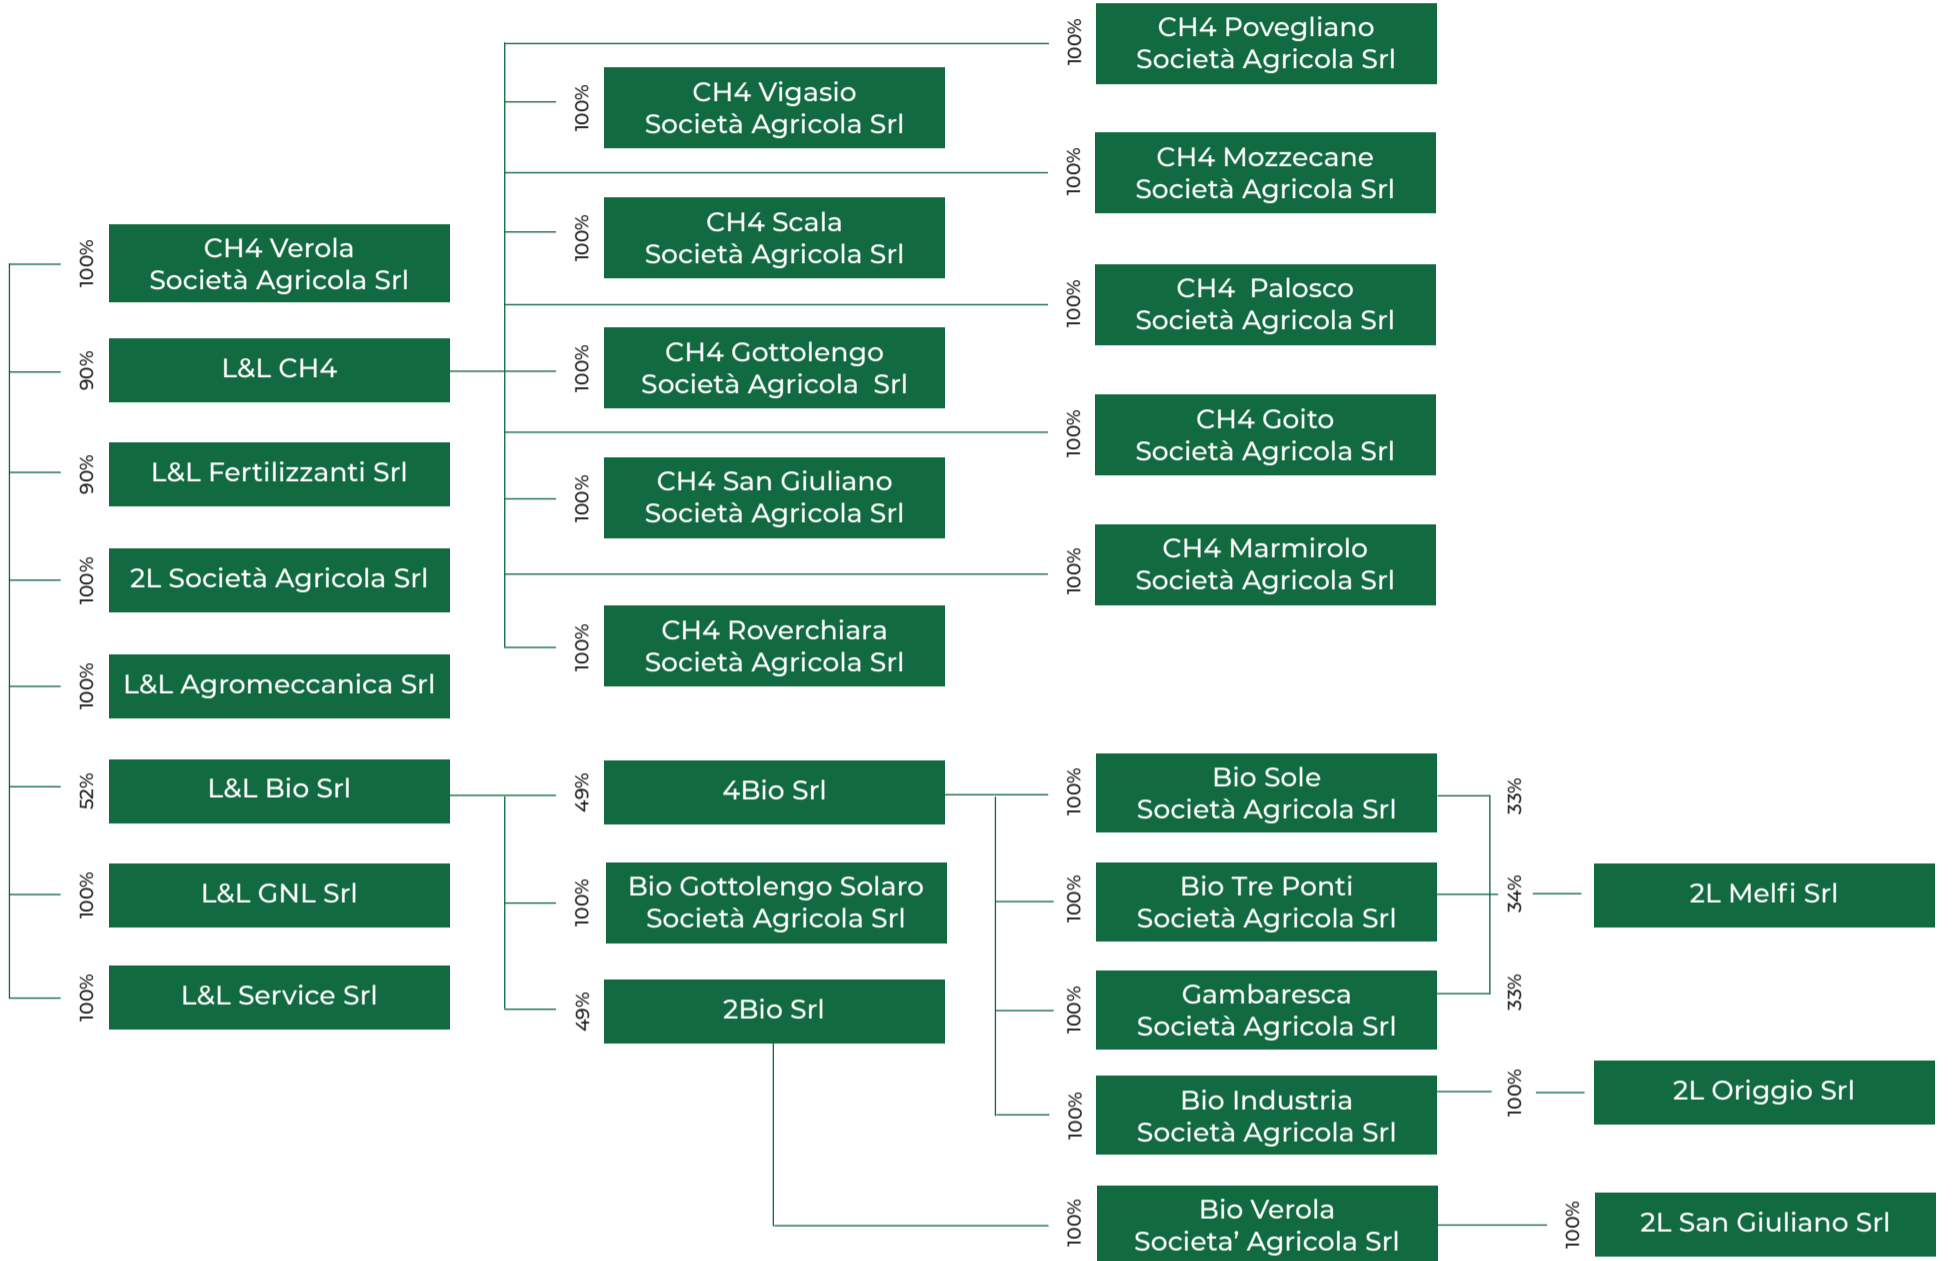 100%
CH4 Povegliano
Società Agricola Srl
100%
CH4 Vigasio
Società Agricola Srl
100%
CH4 Mozzecane
Società Agricola Srl
100%
CH4 Scala
Società Agricola Srl
100%
CH4 Verola
Società Agricola Srl
100%
CH4 Palosco
Società Agricola Srl
90%
L&L CH4
100%
CH4 Gottolengo
Società Agricola Srl
100%
CH4 Goito
Società Agricola Srl
90%
L&L Fertilizzanti Srl
100%
CH4 San Giuliano
Società Agricola Srl
100%
2L Società Agricola Srl
100%
CH4 Marmirolo
Società Agricola Srl
100%
CH4 Roverchiara
Società Agricola Srl
100%
L&L Agromeccanica Srl
52%
L&L Bio Srl
49%
4Bio Srl
100%
Bio Sole
Società Agricola Srl
33%
100%
L&L GNL Srl
100%
Bio Gottolengo Solaro
Società Agricola Srl
100%
Bio Tre Ponti
Società Agricola Srl
34%
2L Melfi Srl
100%
L&L Service Srl
49%
2Bio Srl
100%
Gambaresca
Società Agricola Srl
33%
100%
Bio Industria
Società Agricola Srl
100%
2L Origgio Srl
100%
Bio Verola
Societa’ Agricola Srl
100%
2L San Giuliano Srl